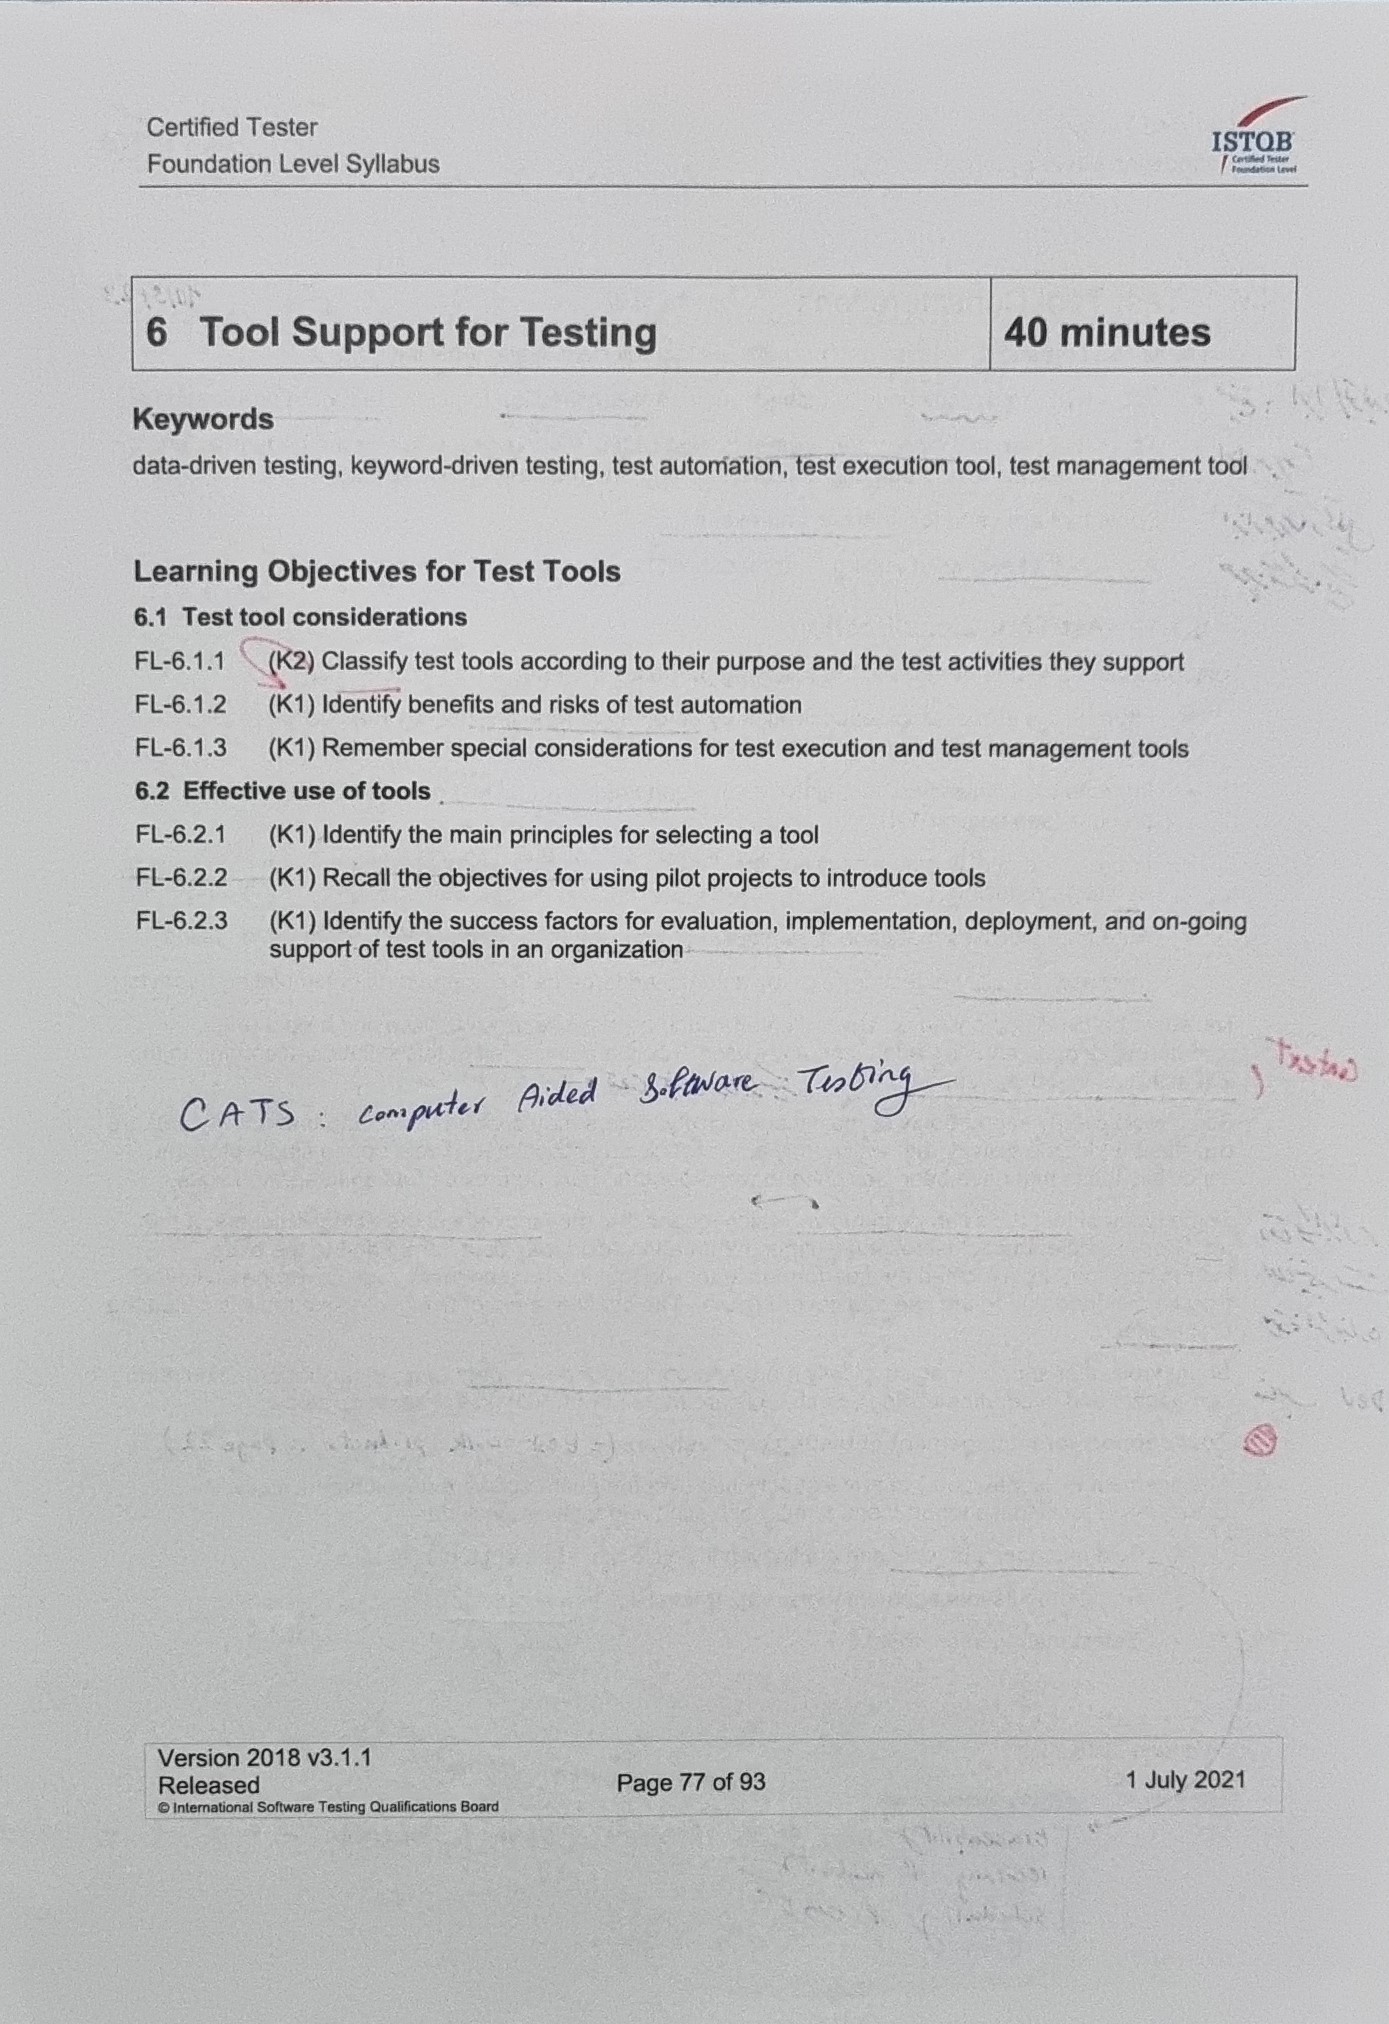 Certified Tester
Foundation Level Syllabus
ISTQB
Certified Tester
Foundation Level
6 Tool Support for Testing
40 minutes
Keywords
data-driven testing, keyword-driven testing, test automation, test execution tool, test management tool
Learning Objectives for Test Tools
6.1 Test tool considerations
FL-6.1.1 (K2) Classify test tools according to their purpose and the test activities they support
FL-6.1.2 (K1) Identify benefits and risks of test automation
FL-6.1.3 (K1) Remember special considerations for test execution and test management tools
6.2 Effective use of tools
FL-6.2.1 (K1) Identify the main principles for selecting a tool
FL-6.2.2 (K1) Recall the objectives for using pilot projects to introduce tools
FL-6.2.3 (K1) Identify the success factors for evaluation, implementation, deployment, and on-going
support of test tools in an organization
CATS : computer Aided Software Testing
Version 2018 v3.1.1
Released
© International Software Testing Qualifications Board
Page 77 of 93
1 July 2021